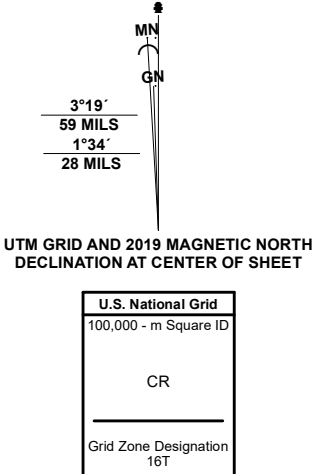 MN
GN
3°19´
59 MILS
1°34´
28 MILS
UTM GRID AND 2019 MAGNETIC NORTH
DECLINATION AT CENTER OF SHEET
U.S. National Grid
100,000 - m Square ID
CR
Grid Zone Designation
16T